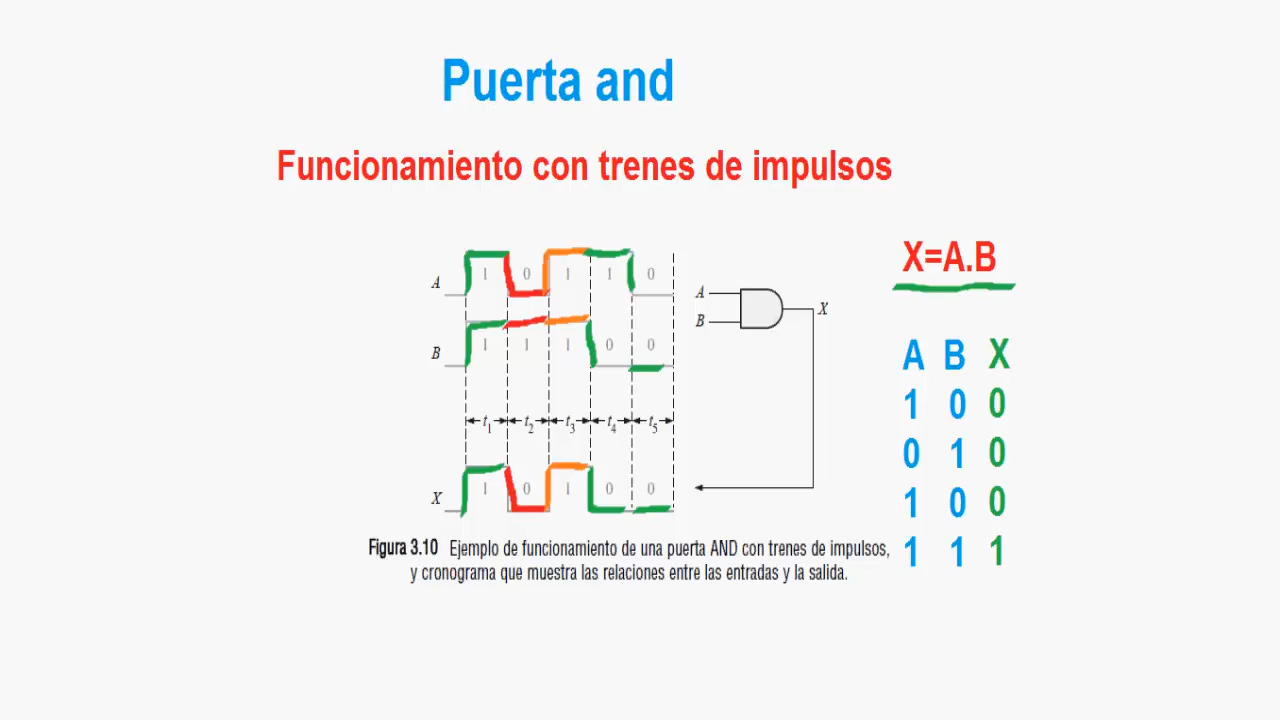 Puerta and
Funcionamiento con trenes de impulsos
A 1 0 1 1 0
B 1 1 1 0 0
t1 t2 t3 t4 t5
X 1 0 1 0 0
A
B
X
Figura 3.10 Ejemplo de funcionamiento de una puerta AND con trenes de impulsos,
y cronograma que muestra las relaciones entre las entradas y la salida.
X=A.B
A B X
1 0 0
0 1 0
1 0 0
1 1 1